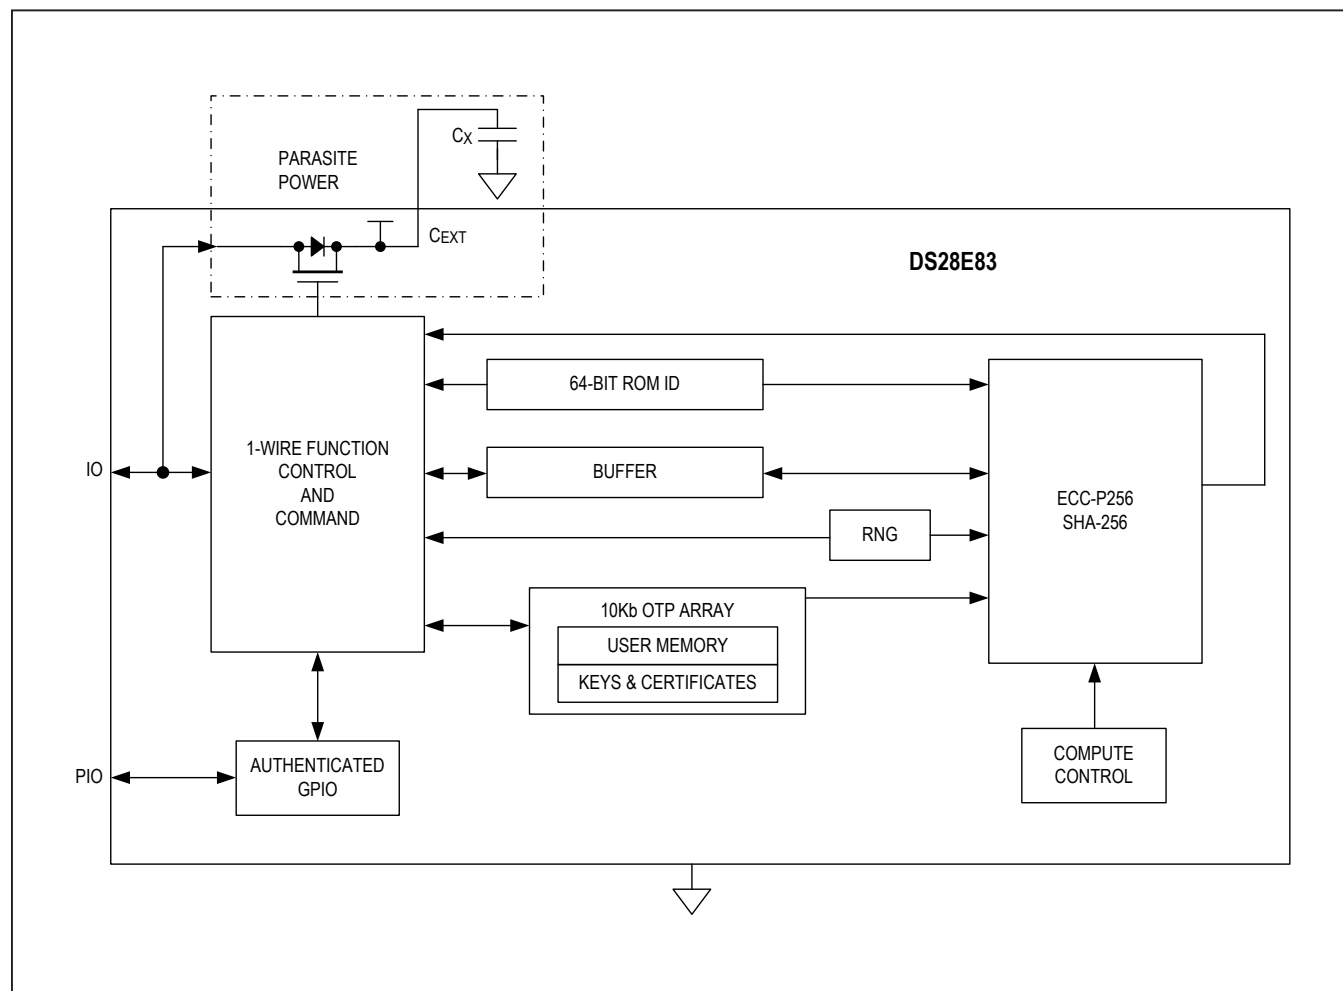 CX
PARASITE
POWER
CEXT
DS28E83
64-BIT ROM ID
1-WIRE FUNCTION
CONTROL
AND
COMMAND
IO
BUFFER
ECC-P256
SHA-256
RNG
10Kb OTP ARRAY
USER MEMORY
KEYS & CERTIFICATES
AUTHENTICATED
GPIO
PIO
COMPUTE
CONTROL